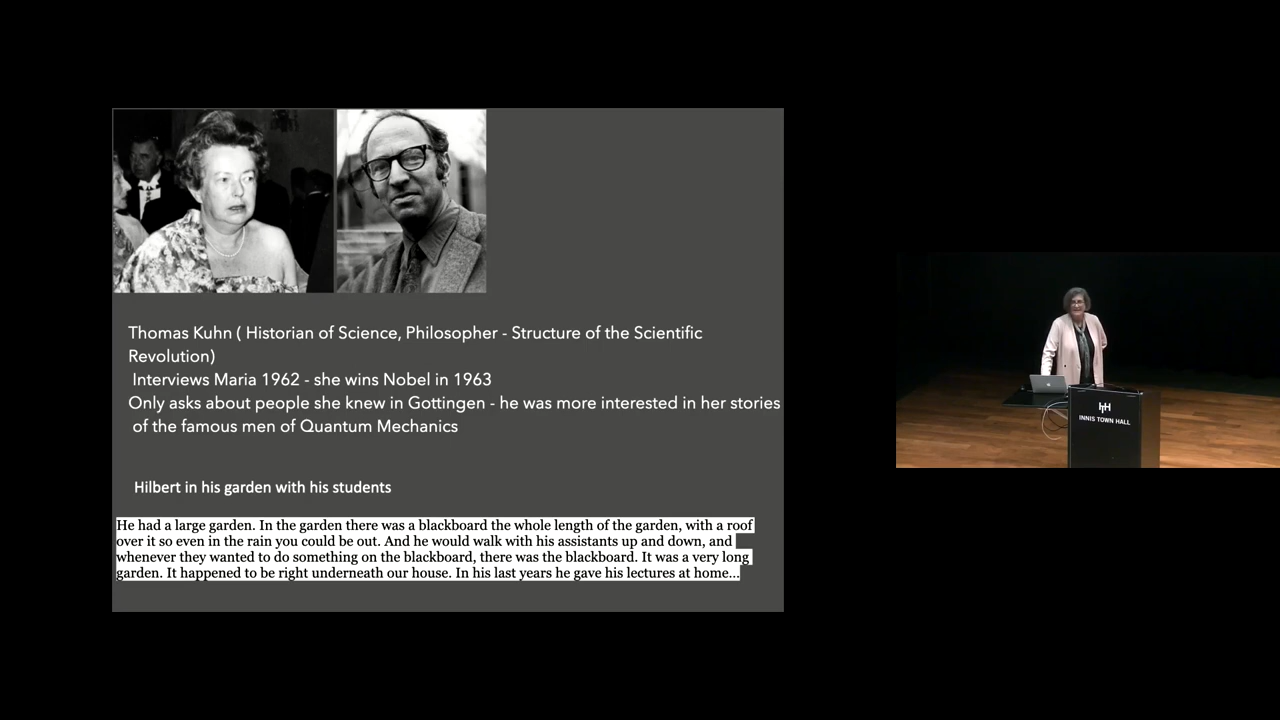 Thomas Kuhn ( Historian of Science, Philosopher - Structure of the Scientific
Revolution)
Interviews Maria 1962 - she wins Nobel in 1963
Only asks about people she knew in Gottingen - he was more interested in her stories
of the famous men of Quantum Mechanics
Hilbert in his garden with his students
He had a large garden. In the garden there was a blackboard the whole length of the garden, with a roof
over it so even in the rain you could be out. And he would walk with his assistants up and down, and
whenever they wanted to do something on the blackboard, there was the blackboard. It was a very long
garden. It happened to be right underneath our house. In his last years he gave his lectures at home...
INNIS TOWN HALL